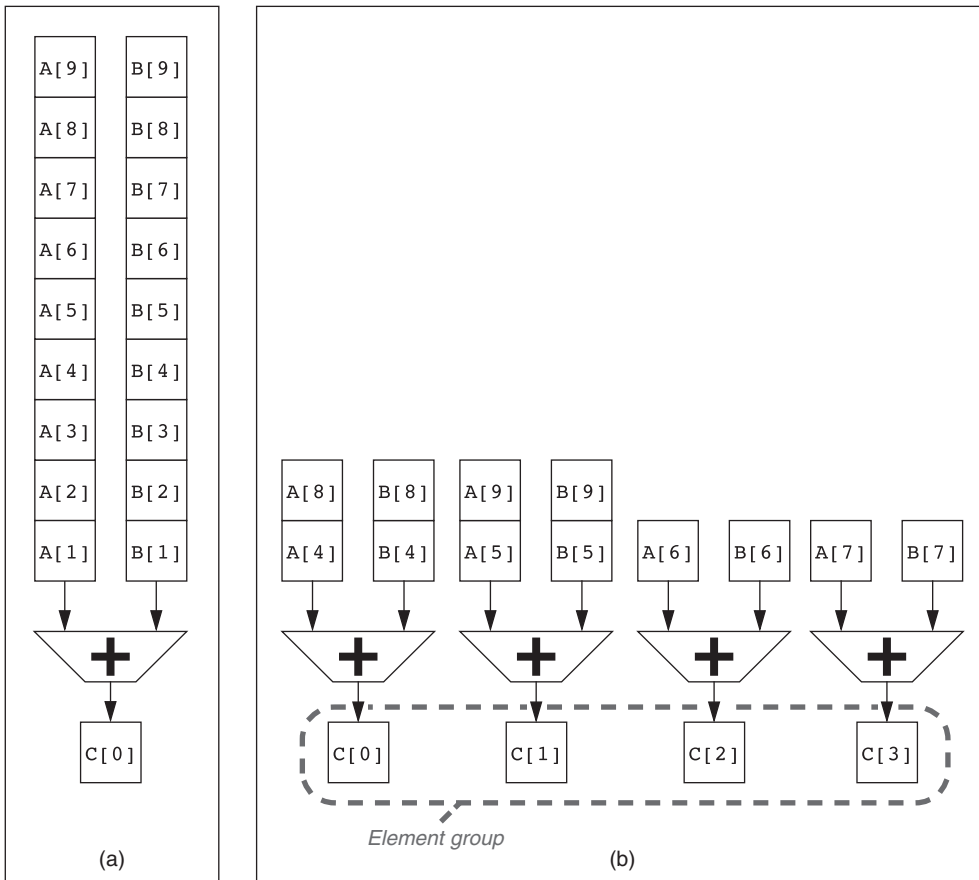 A[9] B[9]
A[8] B[8]
A[7] B[7]
A[6] B[6]
A[5] B[5]
A[4] B[4]
A[3] B[3]
A[2] B[2]
A[1] B[1]
+
C[0]
(a)
A[8] B[8] A[9] B[9]
A[4] B[4] A[5] B[5] A[6] B[6] A[7] B[7]
+ + + +
C[0] C[1] C[2] C[3]
Element group
(b)